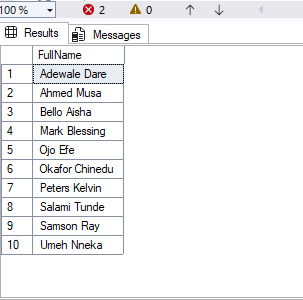 100 %
2
0
Results
Messages
FullName
1 Adewale Dare
2 Ahmed Musa
3 Bello Aisha
4 Mark Blessing
5 Ojo Efe
6 Okafor Chinedu
7 Peters Kelvin
8 Salami Tunde
9 Samson Ray
10 Umeh Nneka